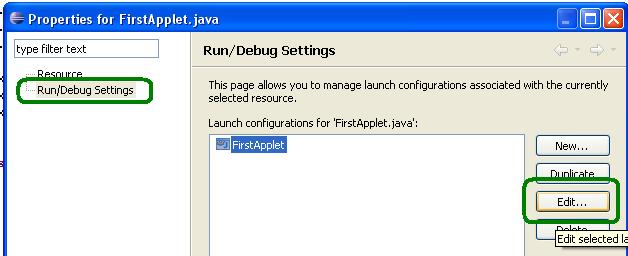 Properties for FirstApplet.java
type filter text
Resource
Run/Debug Settings
Run/Debug Settings
This page allows you to manage launch configurations associated with the currently
selected resource.
Launch configurations for 'FirstApplet.java':
FirstApplet
New...
Duplicate
Edit...
Delete...
Edit selected la